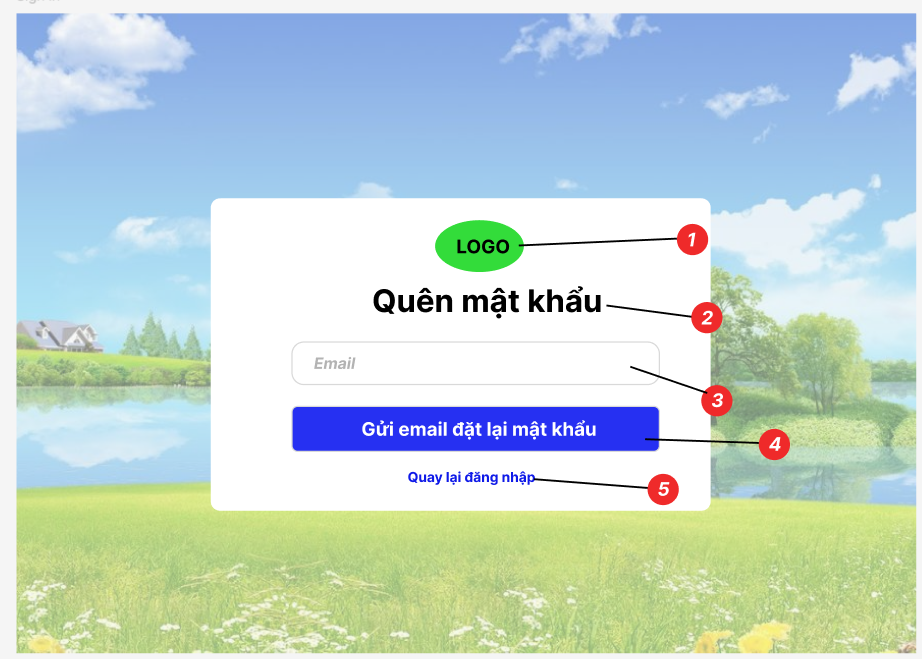 LOGO
1
Quên mật khẩu
2
Email
3
Gửi email đặt lại mật khẩu
4
Quay lại đăng nhập
5